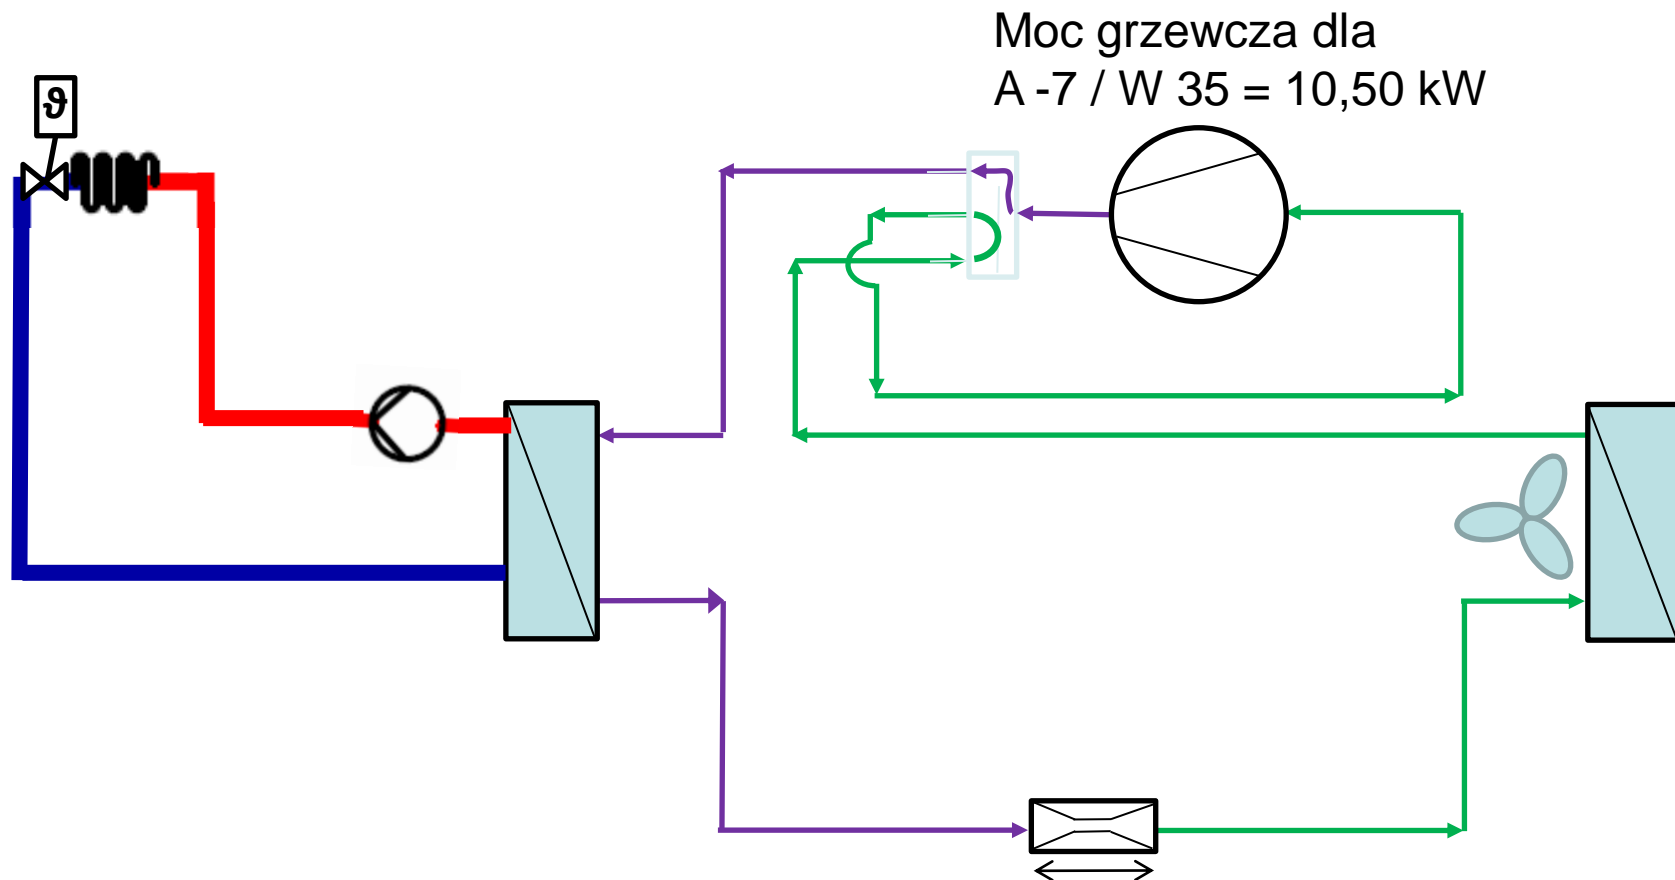 Moc grzewcza dla
A -7 / W 35 = 10,50 kW
ϑ